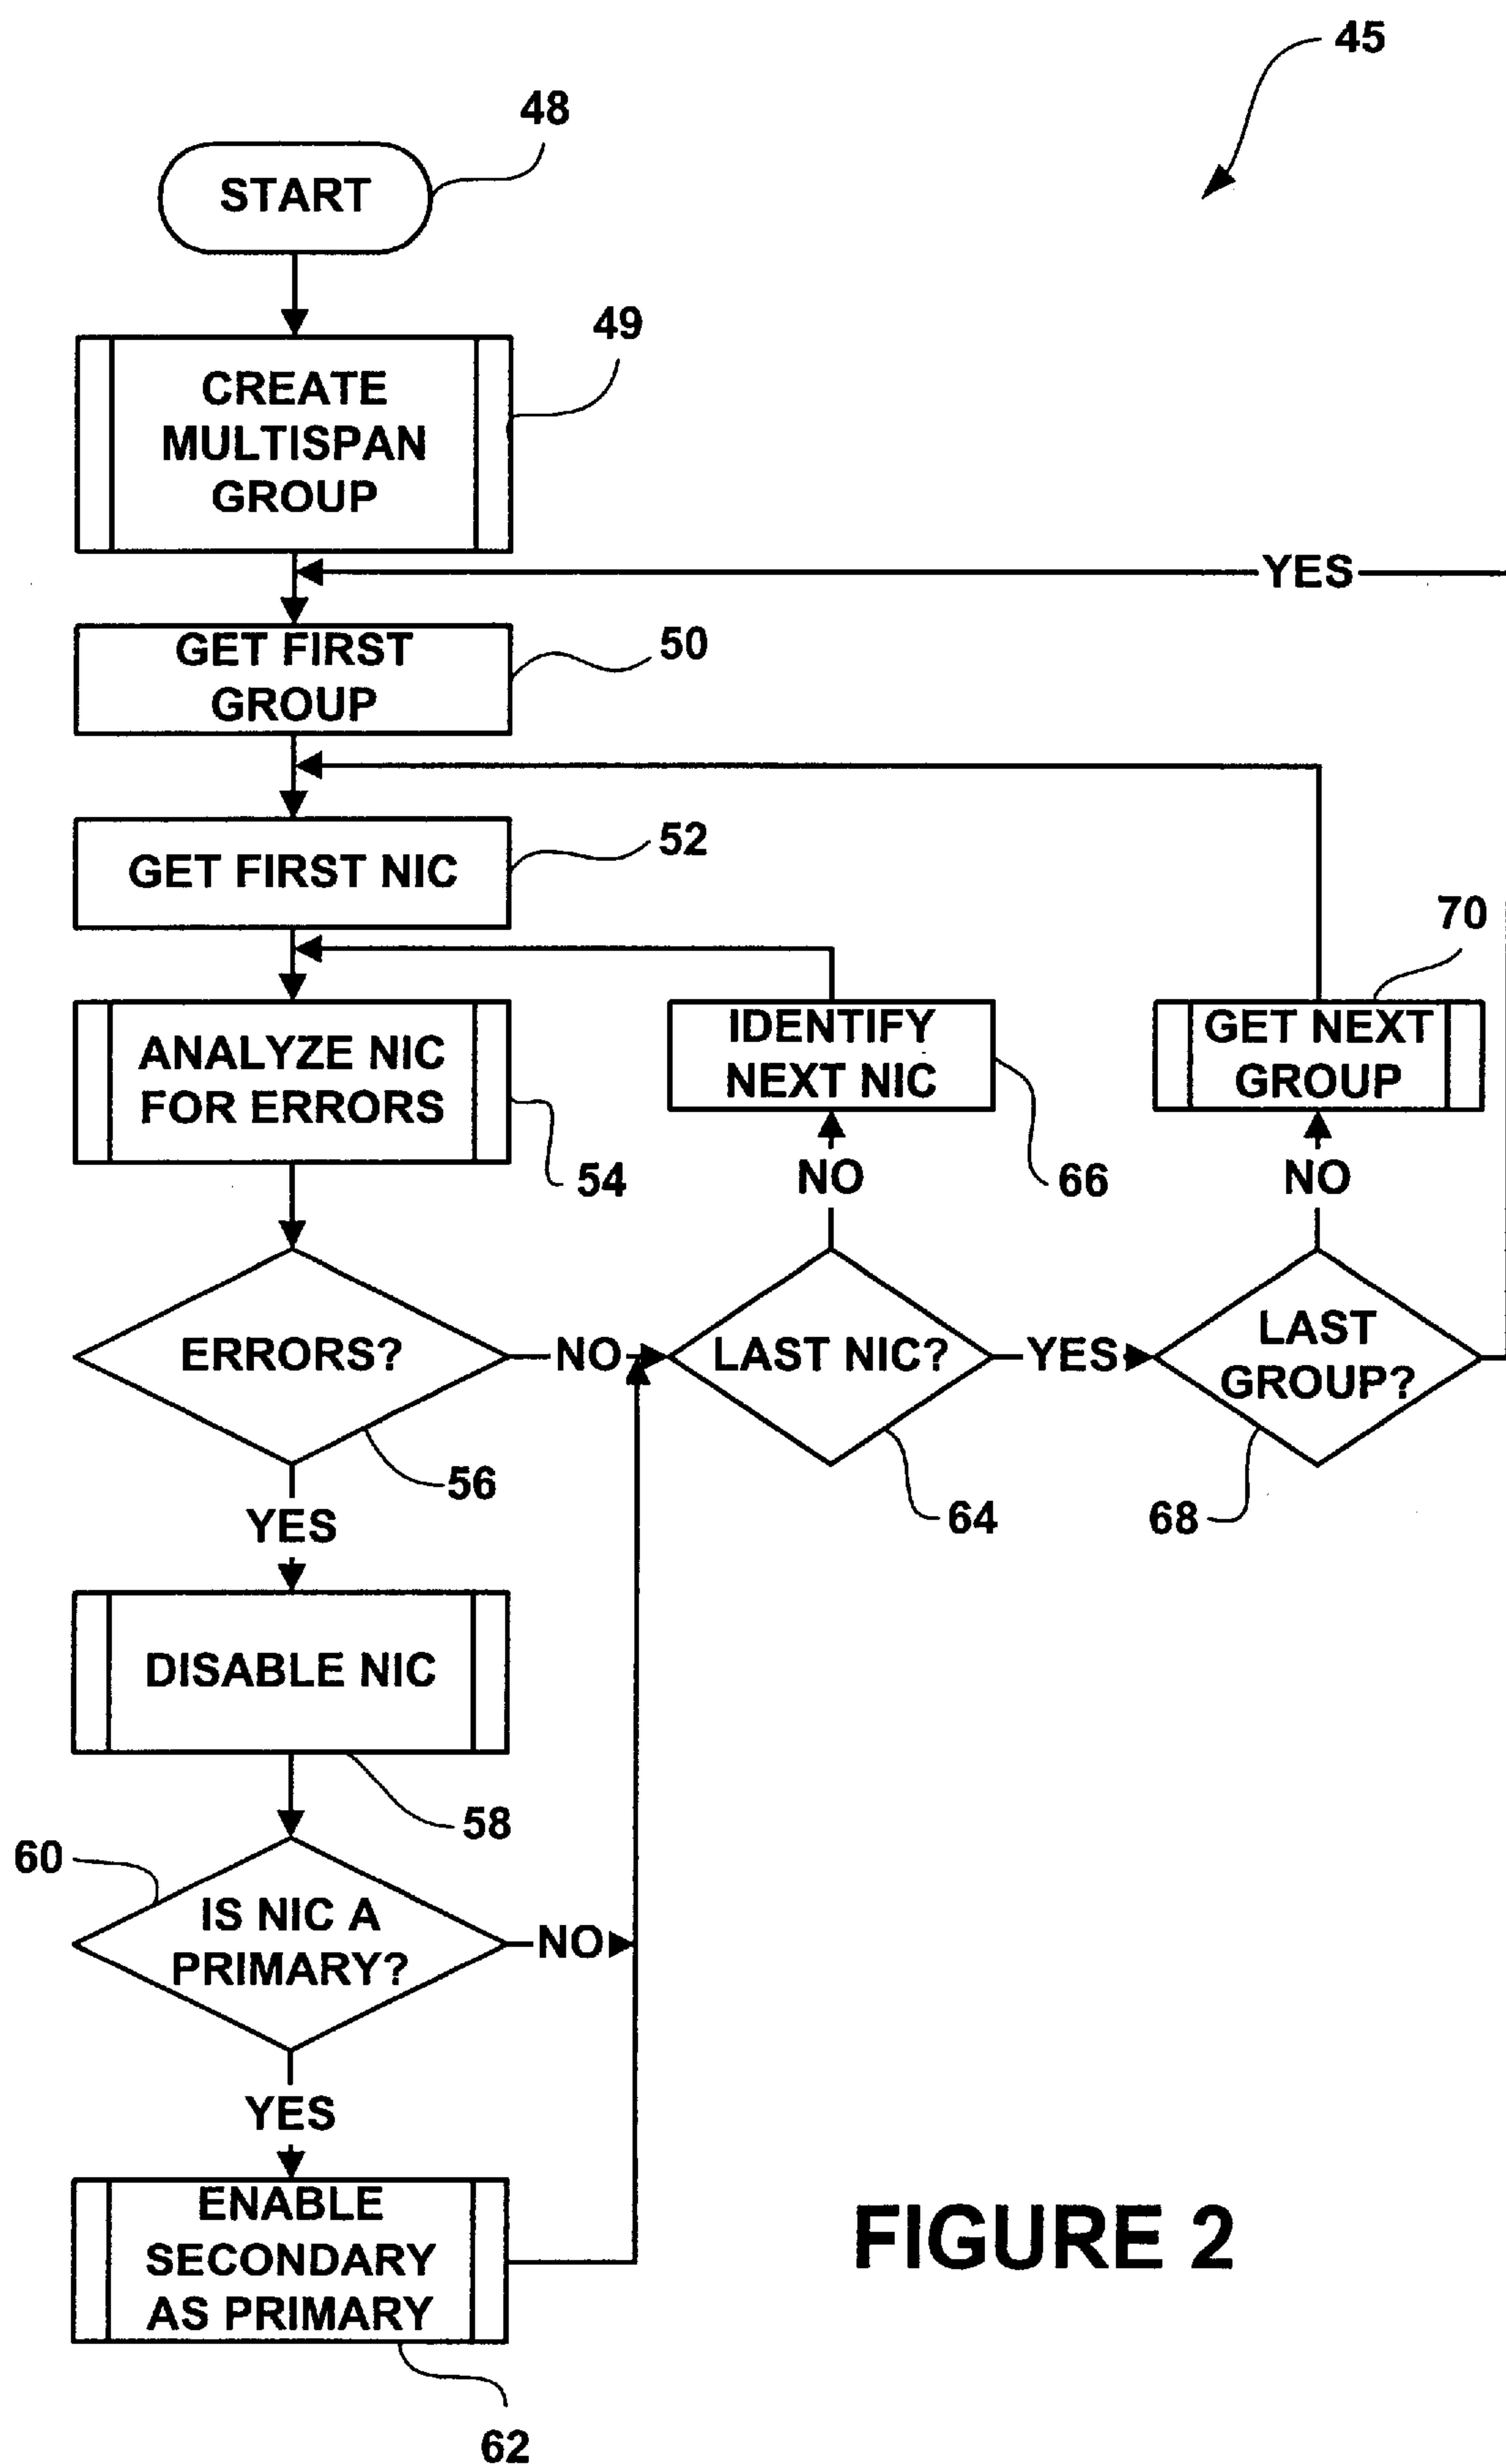 45
48
START
49
CREATE
MULTISPAN
GROUP
YES
GET FIRST
GROUP
50
GET FIRST NIC
52
70
ANALYZE NIC
FOR ERRORS
54
IDENTIFY
NEXT NIC
66
GET NEXT
GROUP
NO
NO
ERRORS?
NO
LAST NIC?
YES
LAST
GROUP?
56
64
68
YES
DISABLE NIC
58
60
IS NIC A
PRIMARY?
NO
YES
ENABLE
SECONDARY
AS PRIMARY
62
FIGURE 2